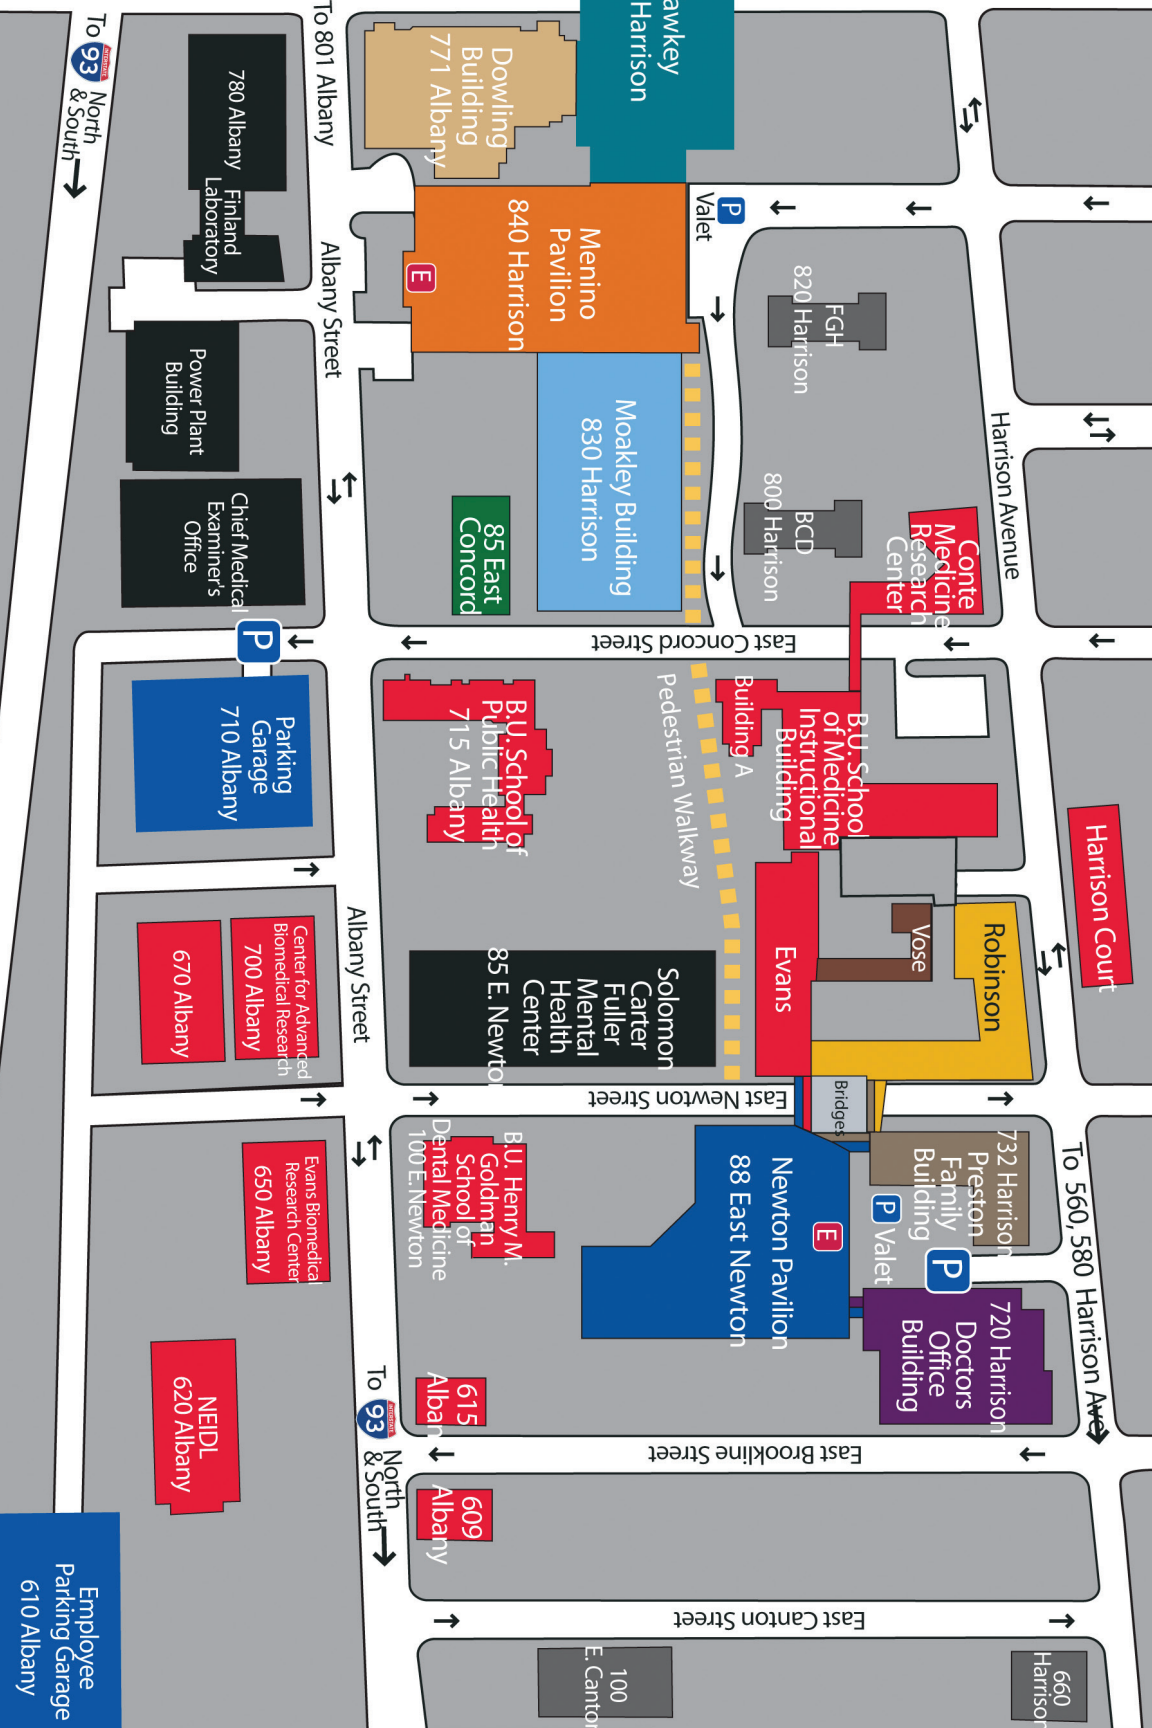 To 560, 580 Harrison Ave
Harrison Avenue
Harrison Court
660
Harrison
Conte
Medicine
Research
Center
Robinson
732 Harrison
Preston
Family
Building
720 Harrison
Doctors
Office
Building
P
P Valet
FGH
820 Harrison
BCD
800 Harrison
Vose
Bridges
B.U. School
of Medicine
Instructional
Building
Building A
Evans
E
Newton Pavilion
88 East Newton
P
Valet
Pedestrian Walkway
East Concord Street
East Newton Street
East Brookline Street
East Canton Street
awkey
Harrison
Menino
Pavilion
840 Harrison
E
Moakley Building
830 Harrison
Solomon
Carter
Fuller
Mental
Health
Center
85 E. Newto
100
E. Canton
Dowling
Building
771 Albany
85 East
Concord
B.U. School of
Public Health
715 Albany
B.U. Henry M.
Goldman
School of
Dental Medicine
100 E. Newton
615
Alban
609
Albany
To 801 Albany
Albany Street
Albany Street
To
INTERSTATE
93
North
& South
780 Albany
Finland
Laboratory
Power Plant
Building
Chief Medical
Examiner's
Office
P
Parking
Garage
710 Albany
Center for Advanced
Biomedical Research
700 Albany
670 Albany
Evans Biomedical
Research Center
650 Albany
NEIDL
620 Albany
To
INTERSTATE
93
North
& South
Employee
Parking Garage
610 Albany